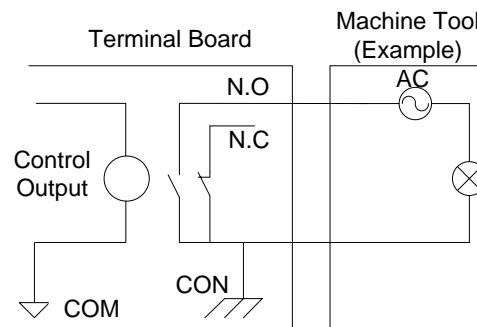 Terminal Board
Machine Tool
(Example)
N.O
AC
N.C
Control
Output
CON
COM